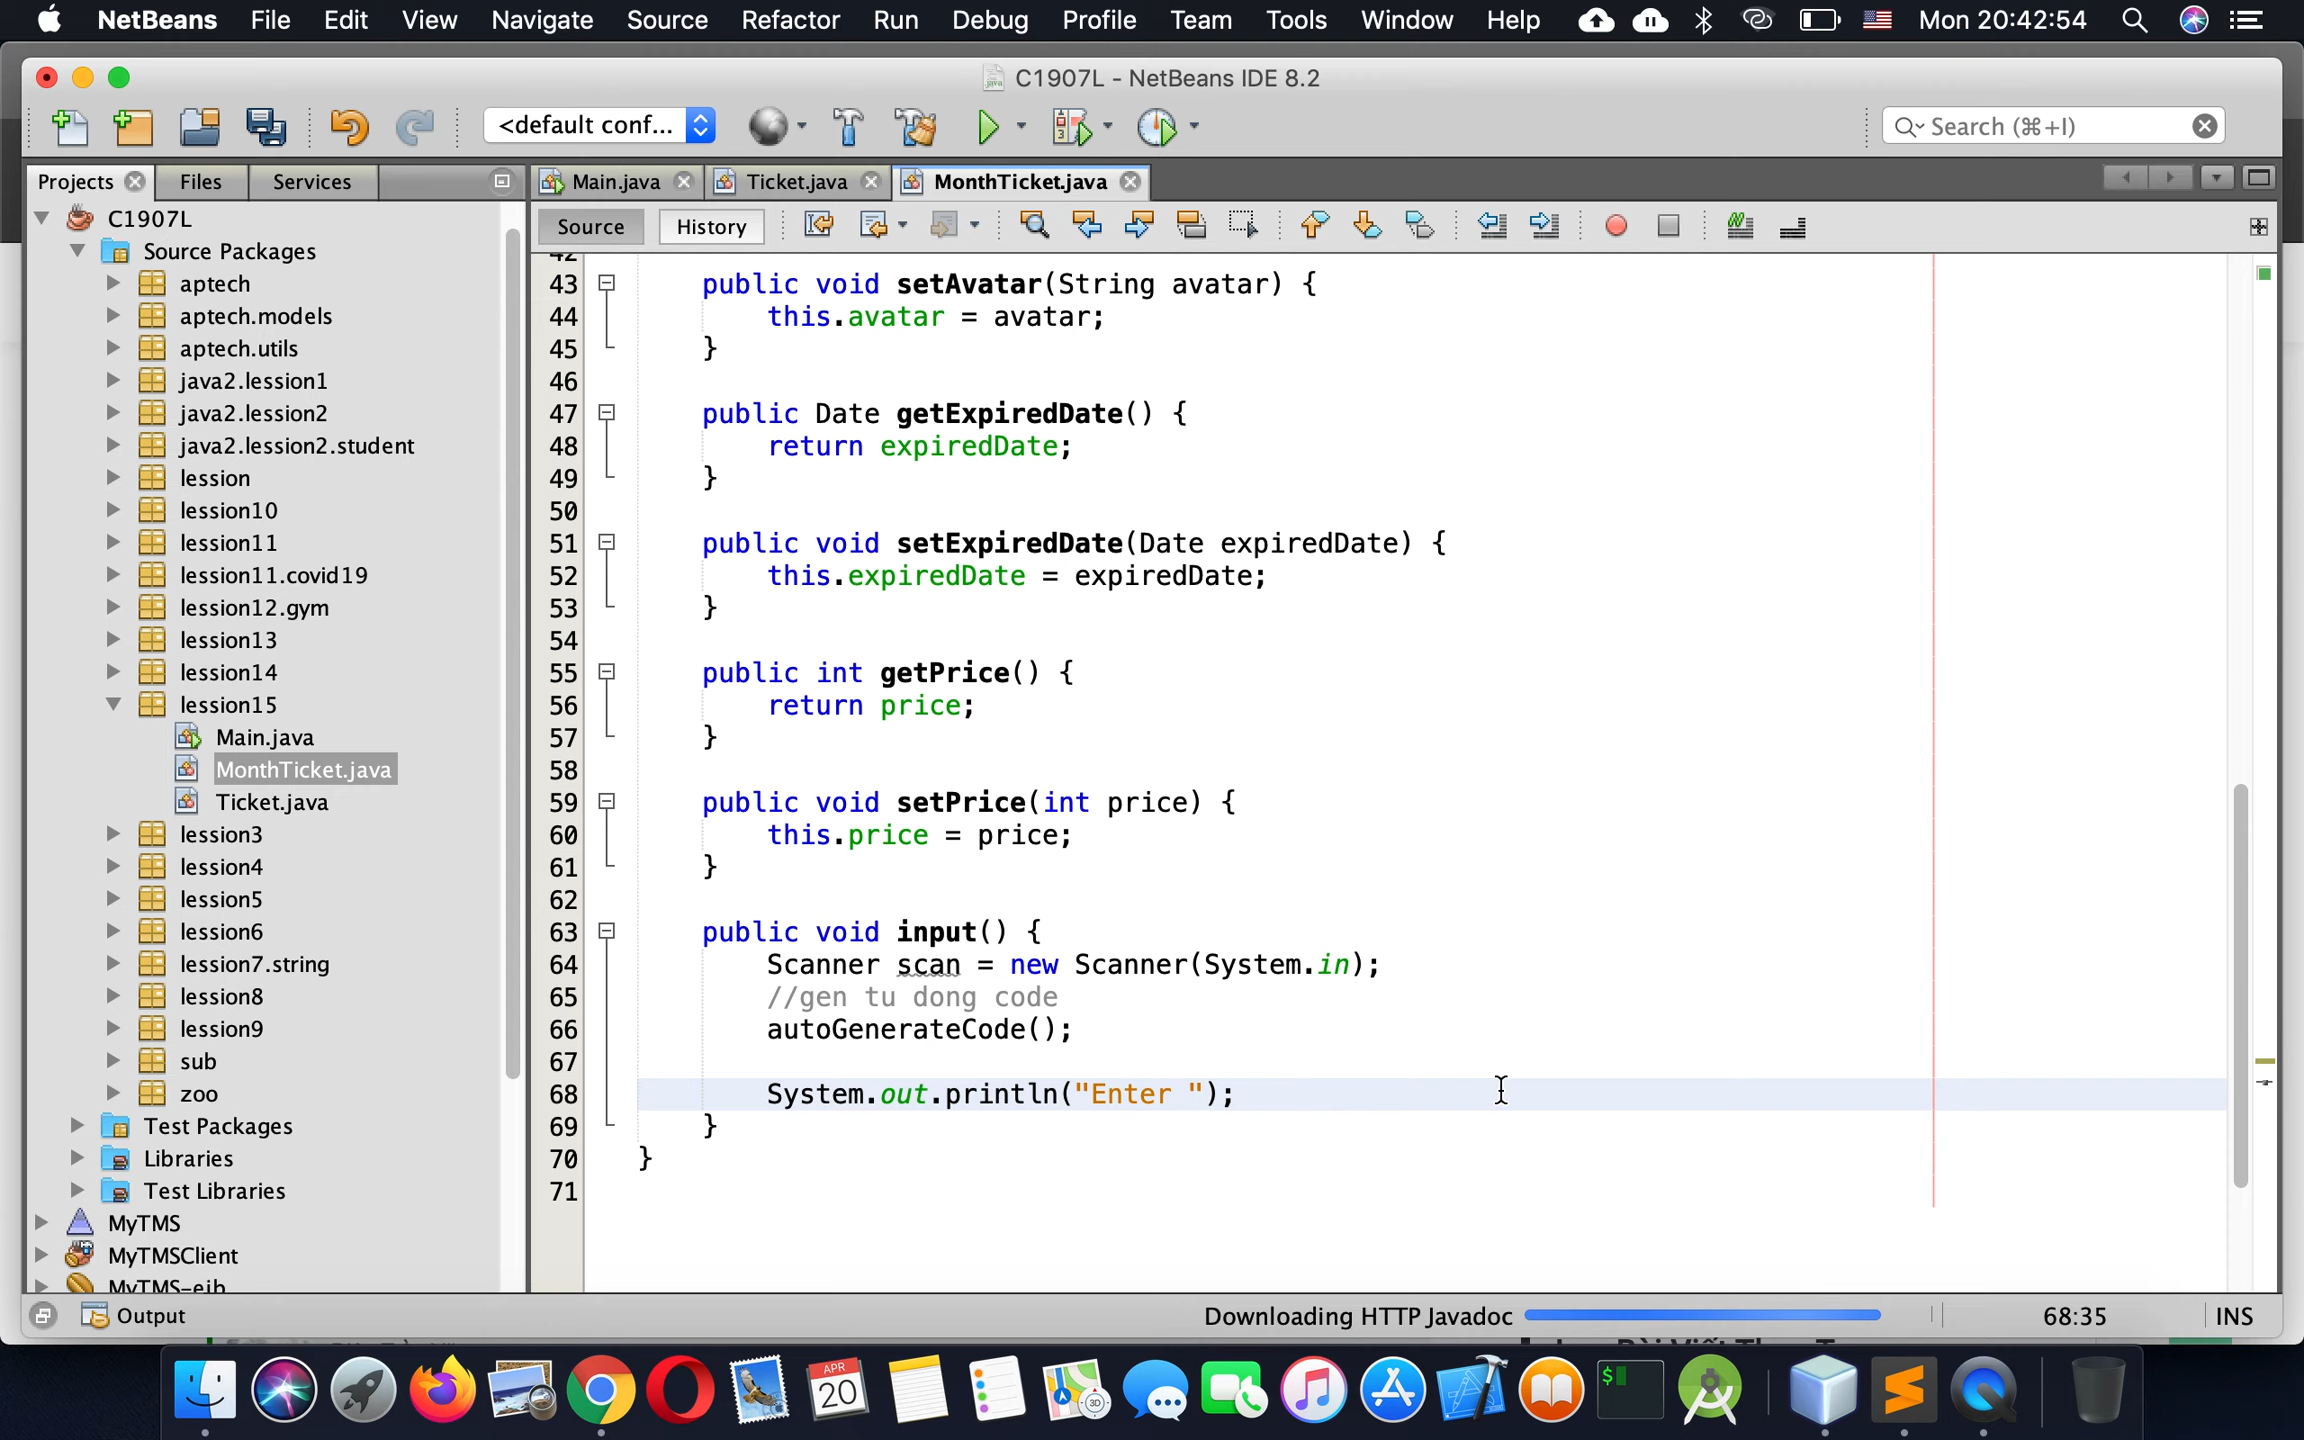 NetBeans File Edit View Navigate Source Refactor Run Debug Profile Team Tools Window Help Mon 20:42:54
C1907L - NetBeans IDE 8.2
<default conf... Search (⌘+I)
Projects Files Services Main.java Ticket.java MonthTicket.java
Source History
C1907L
Source Packages
aptech
aptech.models
aptech.utils
java2.lession1
java2.lession2
java2.lession2.student
lession
lession10
lession11
lession11.covid19
lession12.gym
lession13
lession14
lession15
Main.java
MonthTicket.java
Ticket.java
lession3
lession4
lession5
lession6
lession7.string
lession8
lession9
sub
zoo
Test Packages
Libraries
Test Libraries
MyTMS
MyTMSClient
MyTMS-ejb
42
43 public void setAvatar(String avatar) {
44 this.avatar = avatar;
45 }
46
47 public Date getExpiredDate() {
48 return expiredDate;
49 }
50
51 public void setExpiredDate(Date expiredDate) {
52 this.expiredDate = expiredDate;
53 }
54
55 public int getPrice() {
56 return price;
57 }
58
59 public void setPrice(int price) {
60 this.price = price;
61 }
62
63 public void input() {
64 Scanner scan = new Scanner(System.in);
65 //gen tu dong code
66 autoGenerateCode();
67
68 System.out.println("Enter ");
69 }
70 }
71
Output Downloading HTTP Javadoc 68:35 INS
APR
20
3D